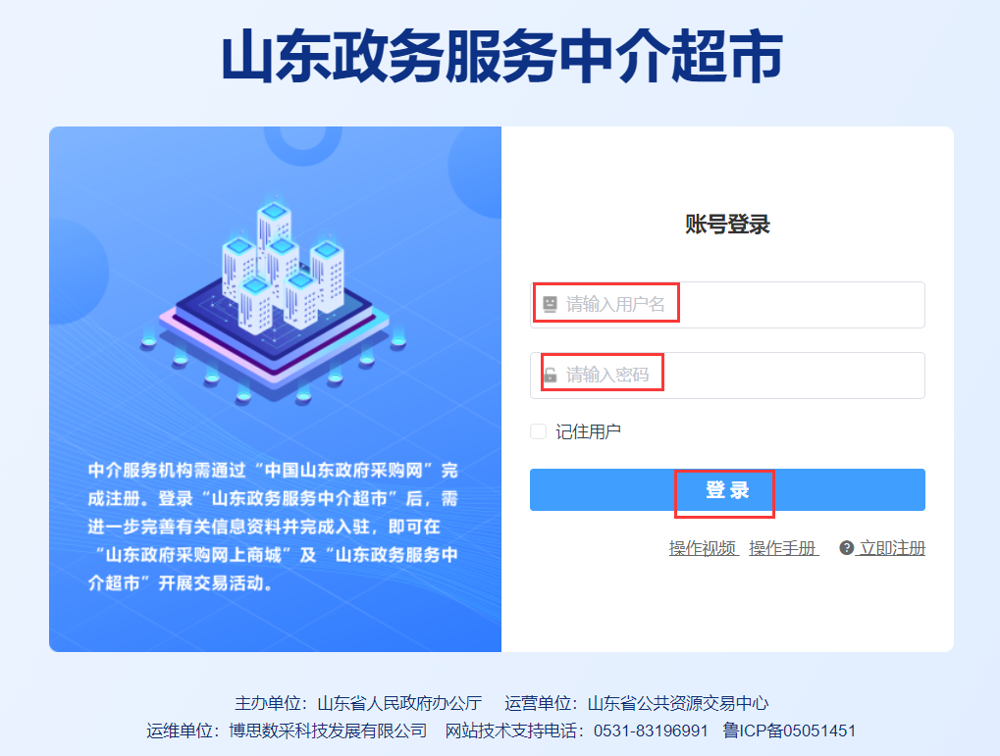 山东政务服务中介超市
账号登录
请输入用户名
请输入密码
记住用户
登 录
操作视频 操作手册 ? 立即注册
中介服务机构需通过“中国山东政府采购网”完
成注册。登录“山东政务服务中介超市”后，需
进一步完善有关信息资料并完成入驻，即可在
“山东政府采购网上商城”及“山东政务服务中
介超市”开展交易活动。
主办单位：山东省人民政府办公厅 运营单位：山东省公共资源交易中心
运维单位：博思数采科技发展有限公司 网站技术支持电话：0531-83196991 鲁ICP备05051451